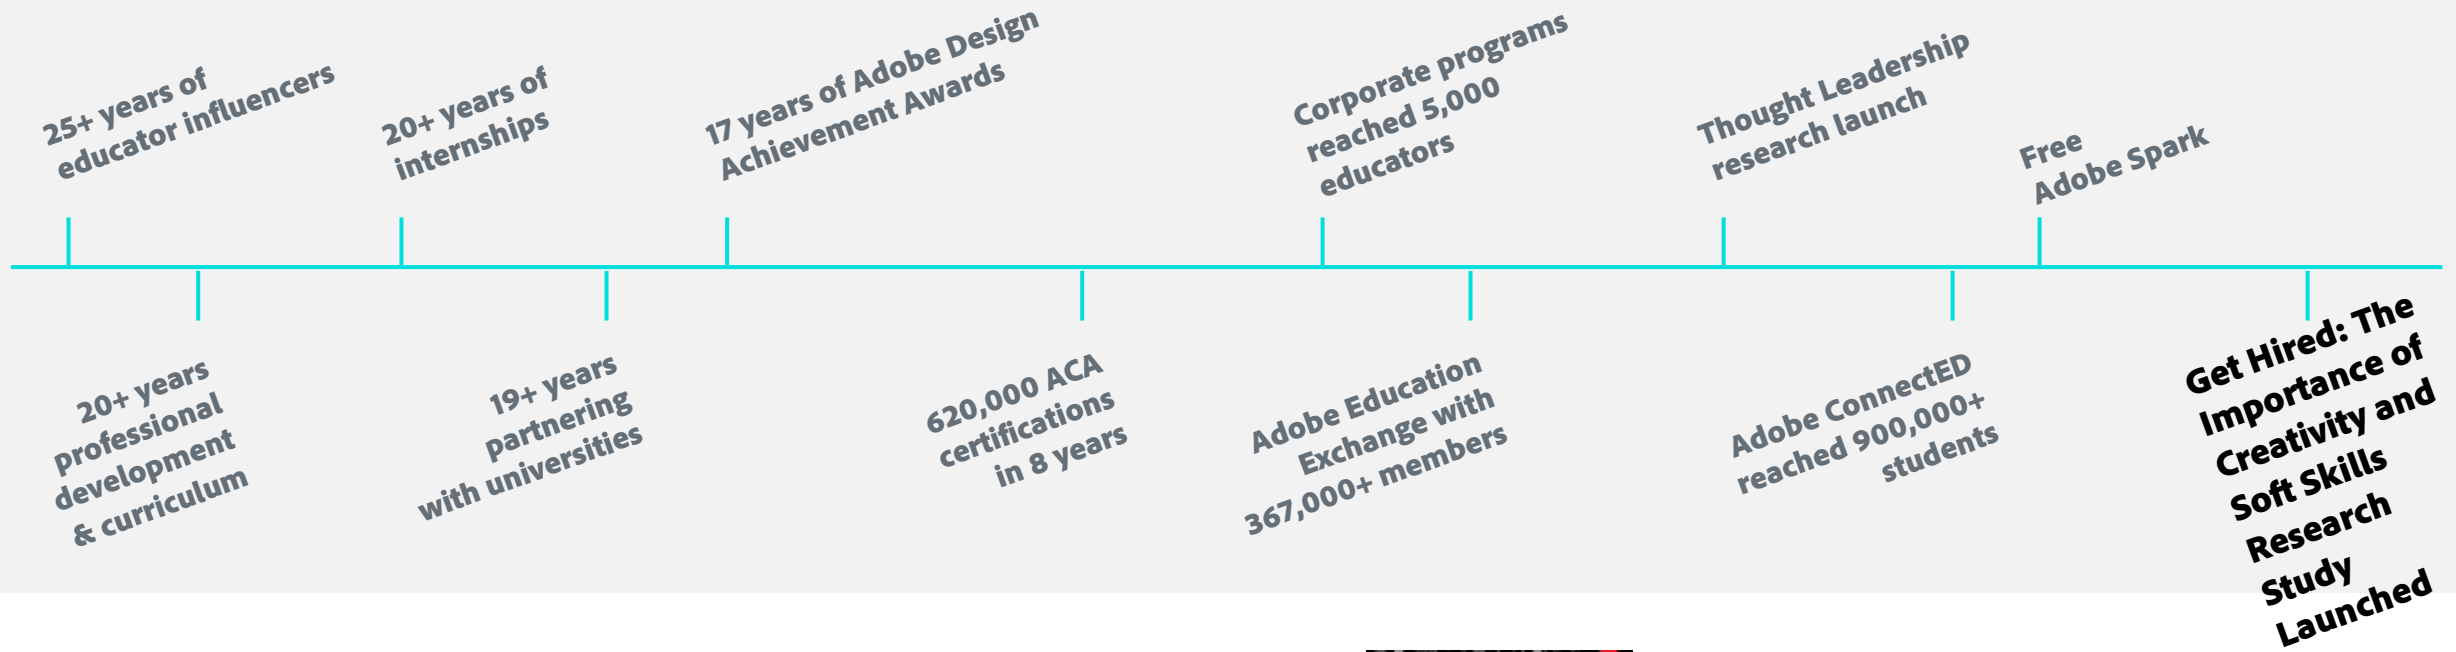 25+ years of
educator influencers
20+ years of
internships
17 years of Adobe Design
Achievement Awards
Corporate programs
reached 5,000
educators
Thought Leadership
research launch
Free
Adobe Spark
20+ years
professional
development
& curriculum
19+ years
partnering
with universities
620,000 ACA
certifications
in 8 years
Adobe Education
Exchange with
367,000+ members
Adobe ConnectED
reached 900,000+
students
Get Hired: The
Importance of
Creativity and
Soft Skills
Research
Study
Launched